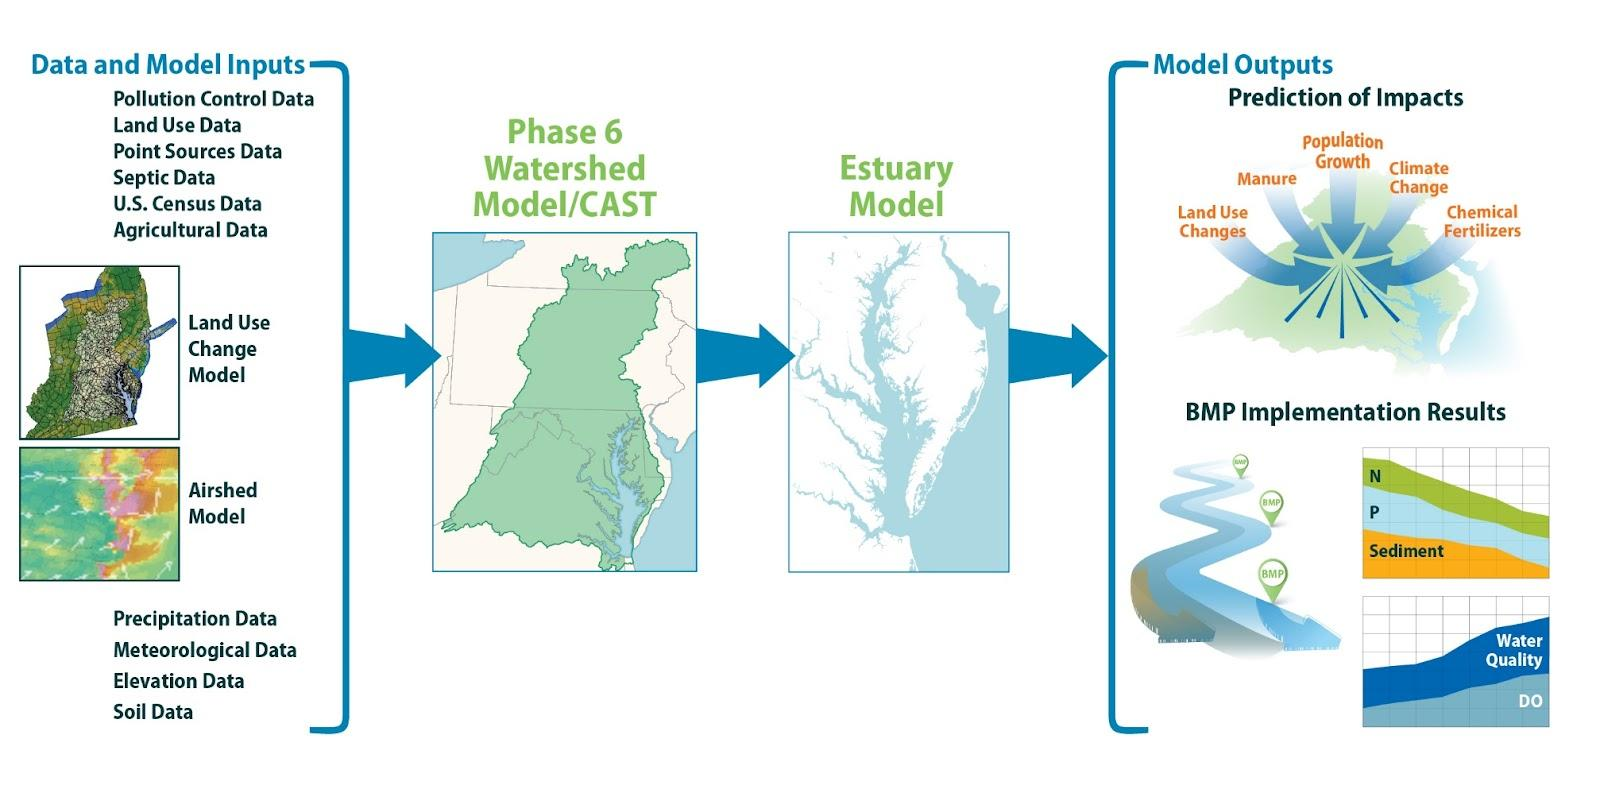 Data and Model Inputs
Pollution Control Data
Land Use Data
Point Sources Data
Septic Data
U.S. Census Data
Agricultural Data
Land Use
Change
Model
Airshed
Model
Precipitation Data
Meteorological Data
Elevation Data
Soil Data
Phase 6
Watershed
Model/CAST
Estuary
Model
Model Outputs
Prediction of Impacts
Land Use
Changes
Manure
Population
Growth
Climate
Change
Chemical
Fertilizers
BMP Implementation Results
BMP
BMP
BMP
N
P
Sediment
Water
Quality
DO